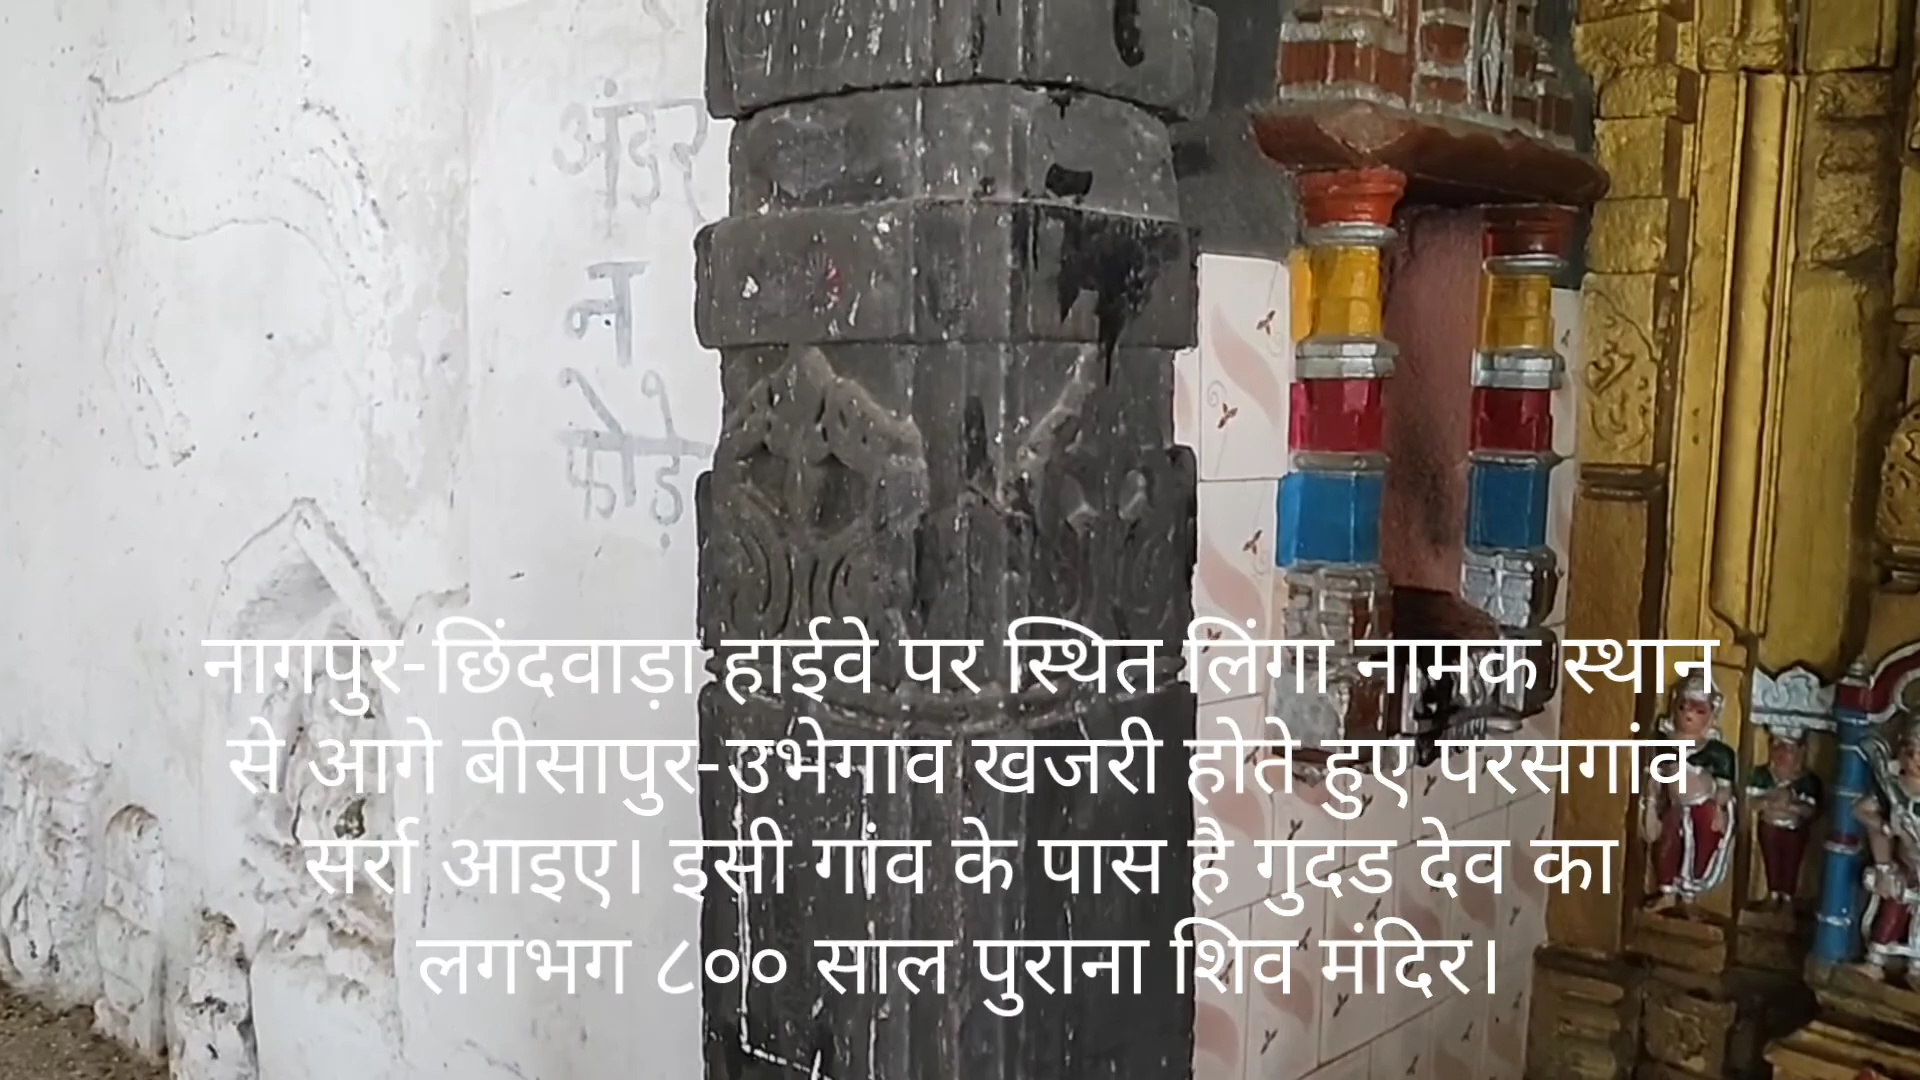 अंदर
न
फोड़े
नागपुर-छिंदवाड़ा हाईवे पर स्थित लिंगा नामक स्थान
से आगे बीसापुर-उभेगाव खजरी होते हुए परसगांव
सर्रा आइए। इसी गांव के पास है गुदड देव का
लगभग ८०० साल पुराना शिव मंदिर।